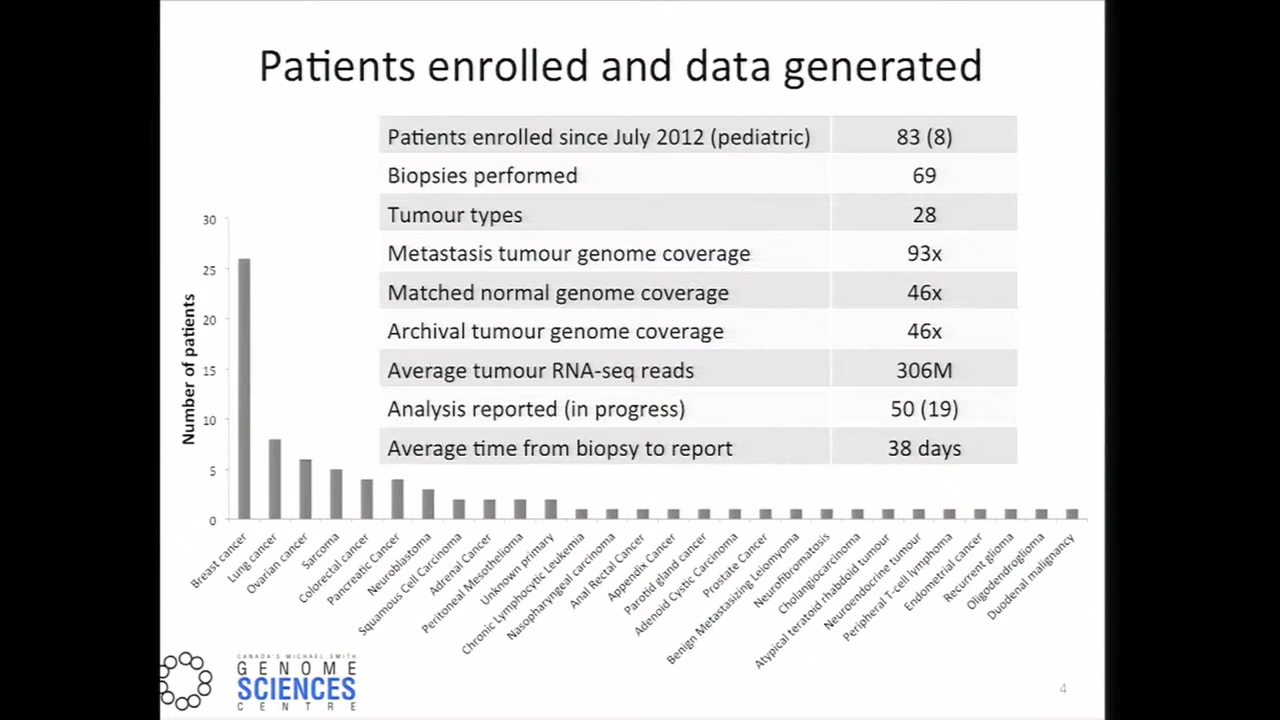 Patients enrolled and data generated
Patients enrolled since July 2012 (pediatric) 83 (8)
Biopsies performed 69
Tumour types 28
Metastasis tumour genome coverage 93x
Matched normal genome coverage 46x
Archival tumour genome coverage 46x
Average tumour RNA-seq reads 306M
Analysis reported (in progress) 50 (19)
Average time from biopsy to report 38 days
Number of patients
30
25
20
15
10
5
0
Breast cancer
Lung cancer
Ovarian cancer
Sarcoma
Colorectal cancer
Pancreatic Cancer
Neuroblastoma
Squamous Cell Carcinoma
Adrenal Cancer
Peritoneal Mesothelioma
Unknown primary
Chronic Lymphocytic Leukemia
Nasopharyngeal carcinoma
Anal Rectal Cancer
Appendix Cancer
Parotid gland cancer
Adenoid Cystic Carcinoma
Prostate Cancer
Benign Metastasizing Leiomyoma
Neurofibromatosis
Cholangiocarcinoma
Atypical teratoid rhabdoid tumour
Neuroendocrine tumour
Peripheral T-cell lymphoma
Endometrial cancer
Recurrent glioma
Oligodendroglioma
Duodenal malignancy
CANADA'S MICHAEL SMITH
GENOME
SCIENCES
CENTRE
4